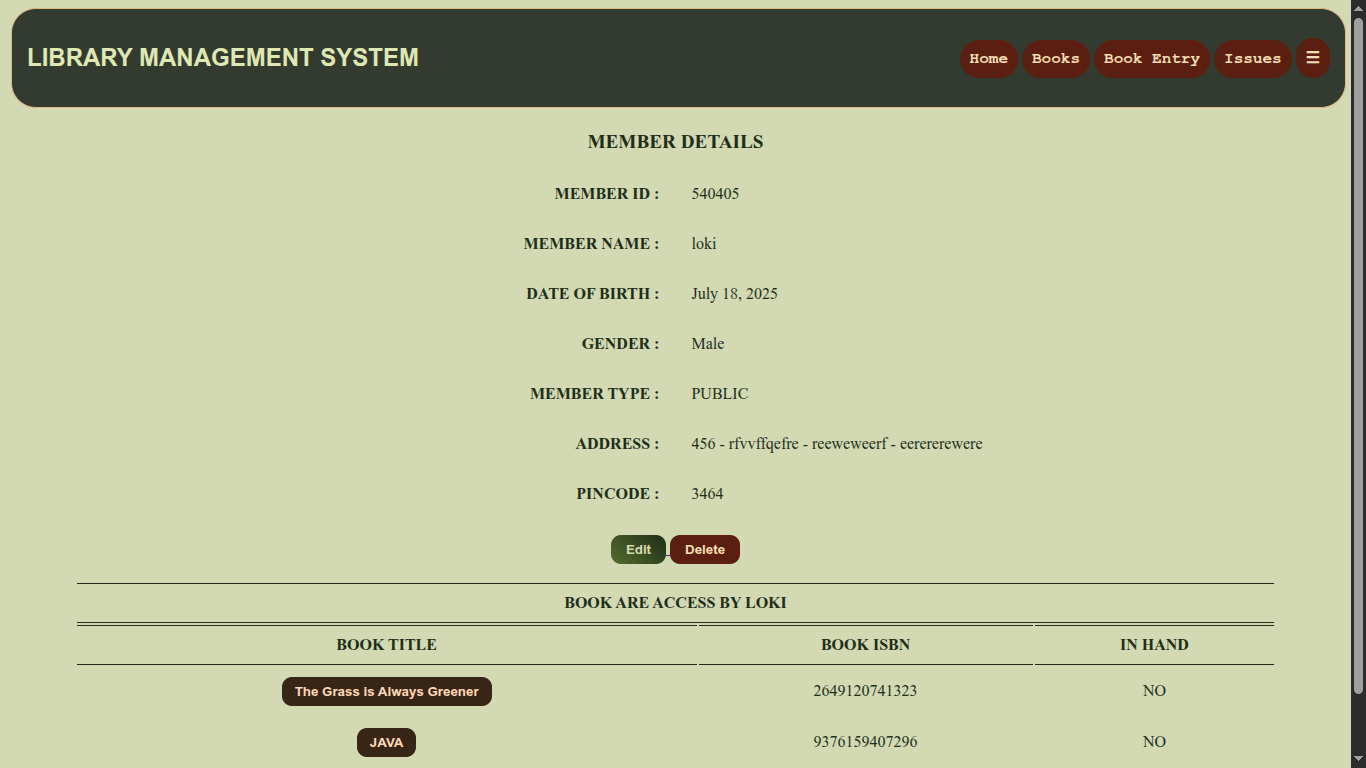 LIBRARY MANAGEMENT SYSTEM
Home Books Book Entry Issues ☰
MEMBER DETAILS
MEMBER ID : 540405
MEMBER NAME : loki
DATE OF BIRTH : July 18, 2025
GENDER : Male
MEMBER TYPE : PUBLIC
ADDRESS : 456 - rfvvffqefre - reeweweerf - eerererewere
PINCODE : 3464
Edit Delete
BOOK ARE ACCESS BY LOKI
BOOK TITLE BOOK ISBN IN HAND
The Grass is Always Greener 2649120741323 NO
JAVA 9376159407296 NO